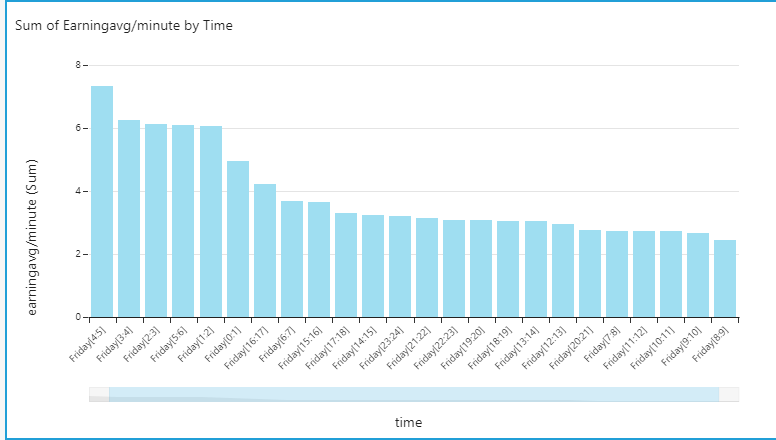 Sum of Earningavg/minute by Time
earningavg/minute (Sum)
8
6
4
2
0
Friday[4:5]
Friday[3:4]
Friday[2:3]
Friday[5:6]
Friday[1:2]
Friday[0:1]
Friday[16:17]
Friday[6:7]
Friday[15:16]
Friday[17:18]
Friday[14:15]
Friday[23:24]
Friday[21:22]
Friday[22:23]
Friday[19:20]
Friday[18:19]
Friday[13:14]
Friday[12:13]
Friday[20:21]
Friday[7:8]
Friday[11:12]
Friday[10:11]
Friday[9:10]
Friday[8:9]
time